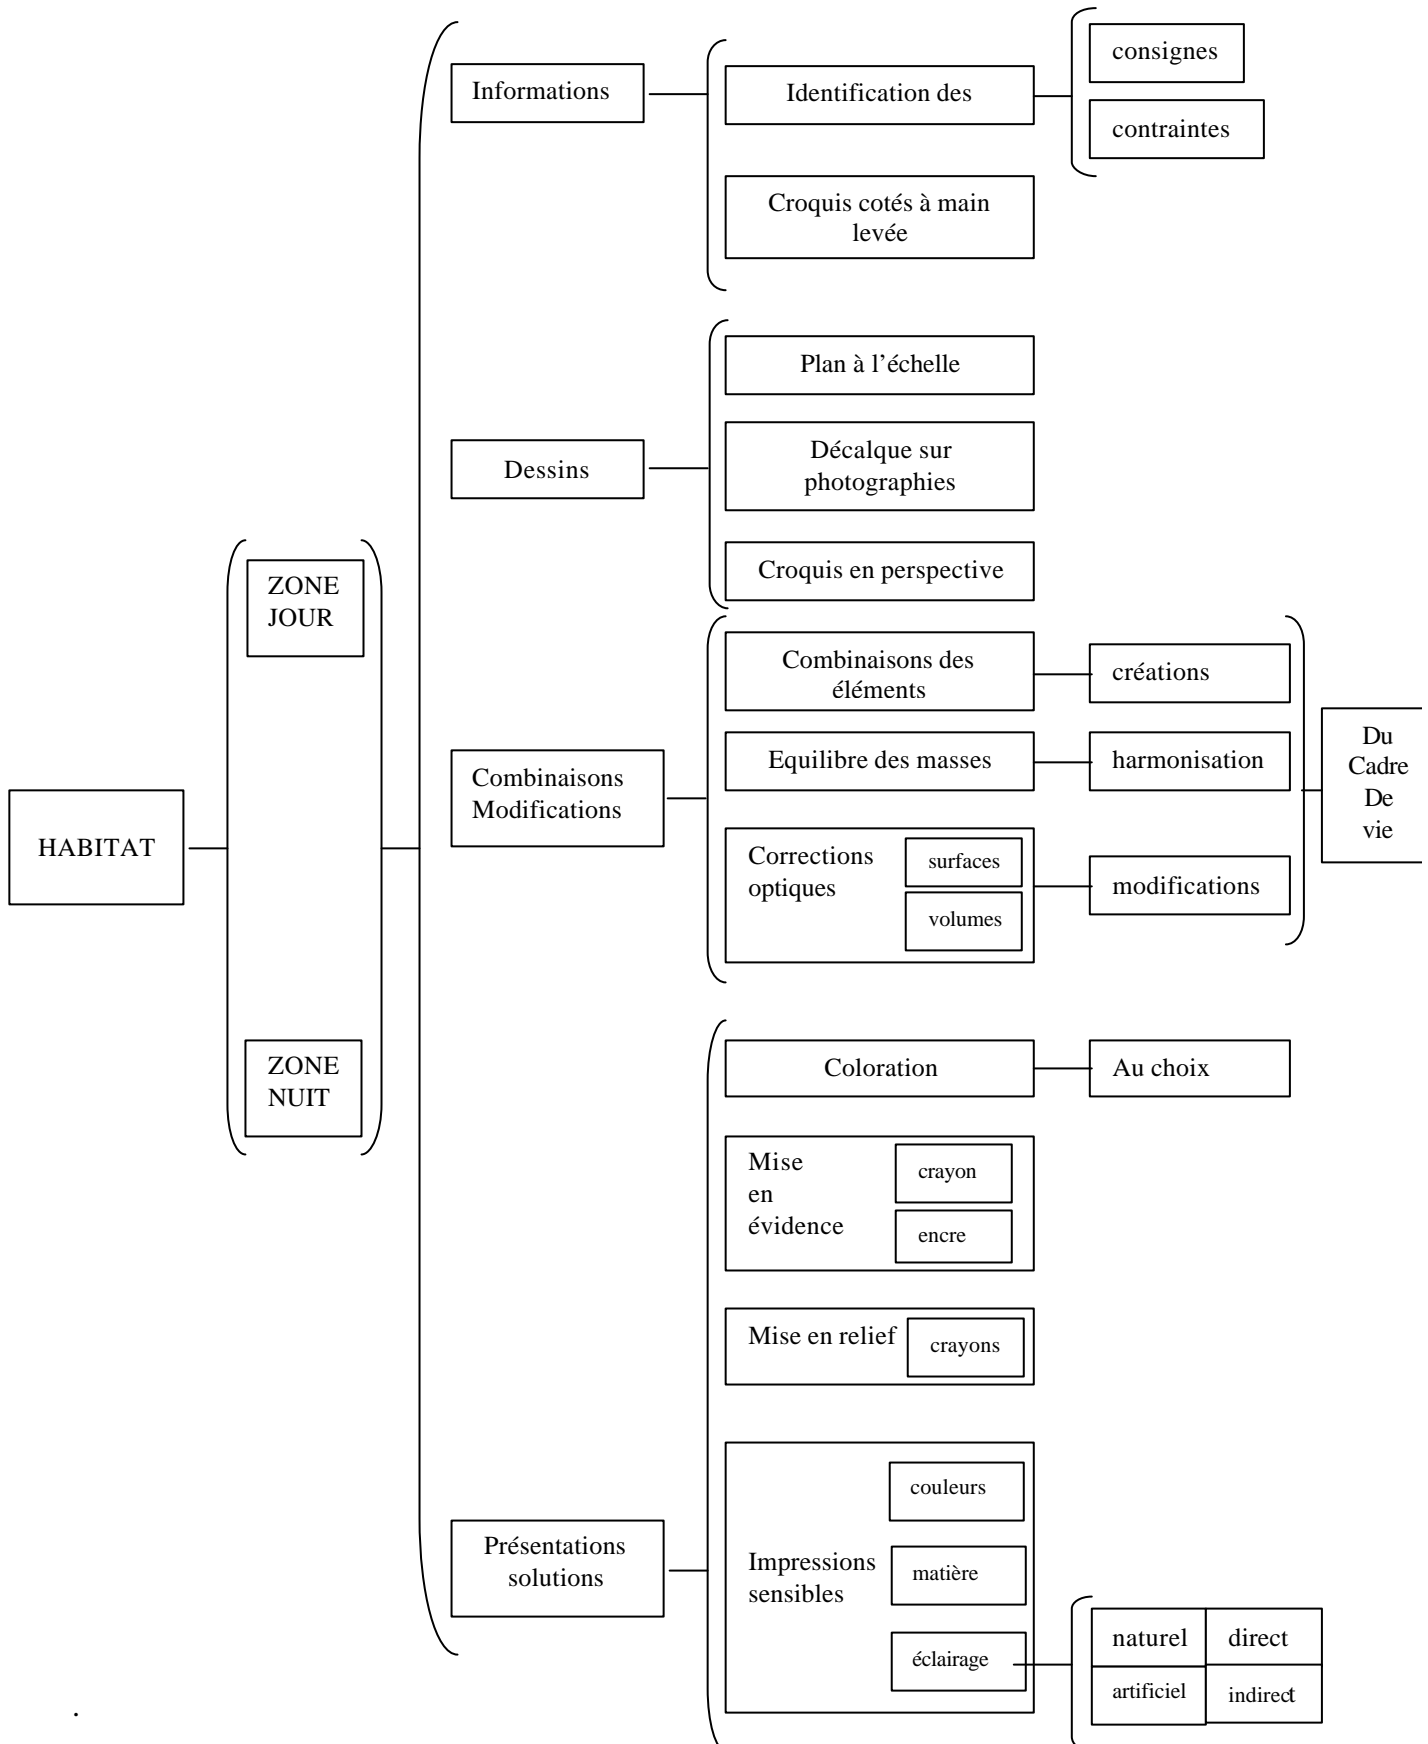 HABITAT
ZONE
JOUR
ZONE
NUIT
Informations
Identification des
consignes
contraintes
Croquis cotés à main
levée
Dessins
Plan à l’échelle
Décalque sur
photographies
Croquis en perspective
Combinaisons
Modifications
Combinaisons des
éléments
créations
Equilibre des masses
harmonisation
Corrections
optiques
surfaces
volumes
modifications
Du
Cadre
De
vie
Présentations
solutions
Coloration
Au choix
Mise
en
évidence
crayon
encre
Mise en relief
crayons
Impressions
sensibles
couleurs
matière
éclairage
naturel
direct
artificiel
indirect
.